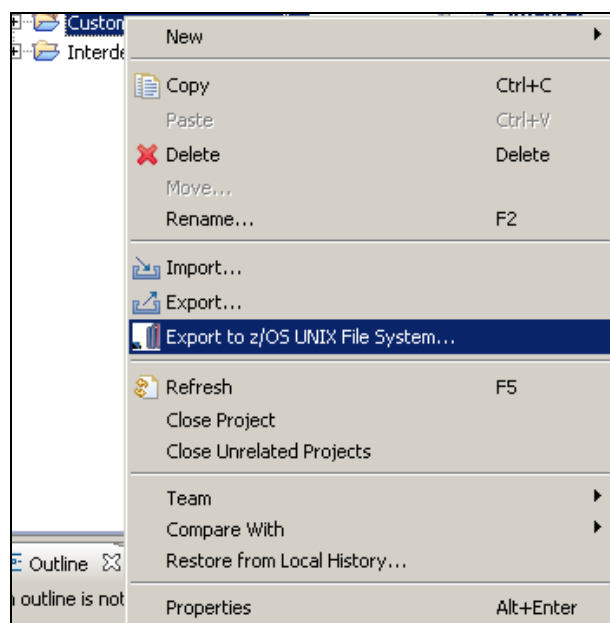 Custom
Interde
New
Copy Ctrl+C
Paste Ctrl+V
Delete Delete
Move...
Rename... F2
Import...
Export...
Export to z/OS UNIX File System...
Refresh F5
Close Project
Close Unrelated Projects
Team
Compare With
Restore from Local History...
Outline
outline is not
Properties Alt+Enter